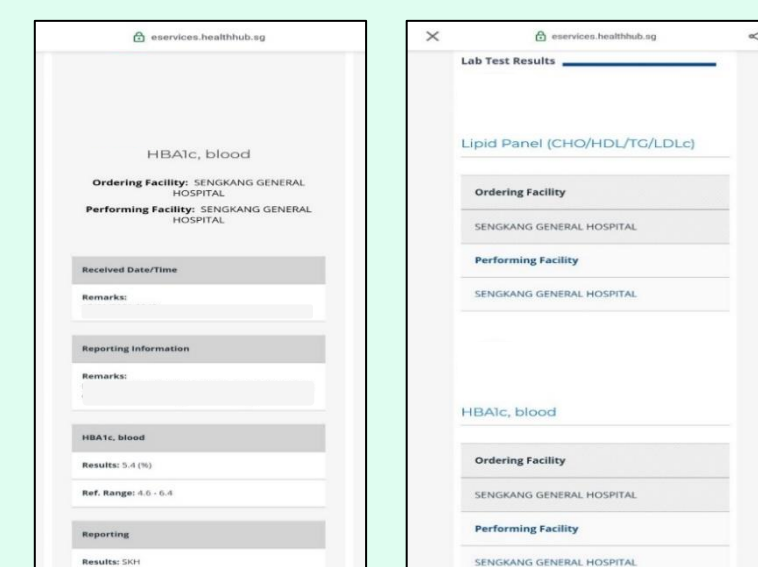 eservices.healthhub.sg
HBA1c, blood
Ordering Facility: SENGKANG GENERAL
HOSPITAL
Performing Facility: SENGKANG GENERAL
HOSPITAL
Received Date/Time
Remarks:
Reporting Information
Remarks:
HBA1c, blood
Results: 5.4 (%)
Ref. Range: 4.6 - 6.4
Reporting
Results: SKH
eservices.healthhub.sg
Lab Test Results
Lipid Panel (CHO/HDL/TG/LDLc)
Ordering Facility
SENGKANG GENERAL HOSPITAL
Performing Facility
SENGKANG GENERAL HOSPITAL
HBA1c, blood
Ordering Facility
SENGKANG GENERAL HOSPITAL
Performing Facility
SENGKANG GENERAL HOSPITAL